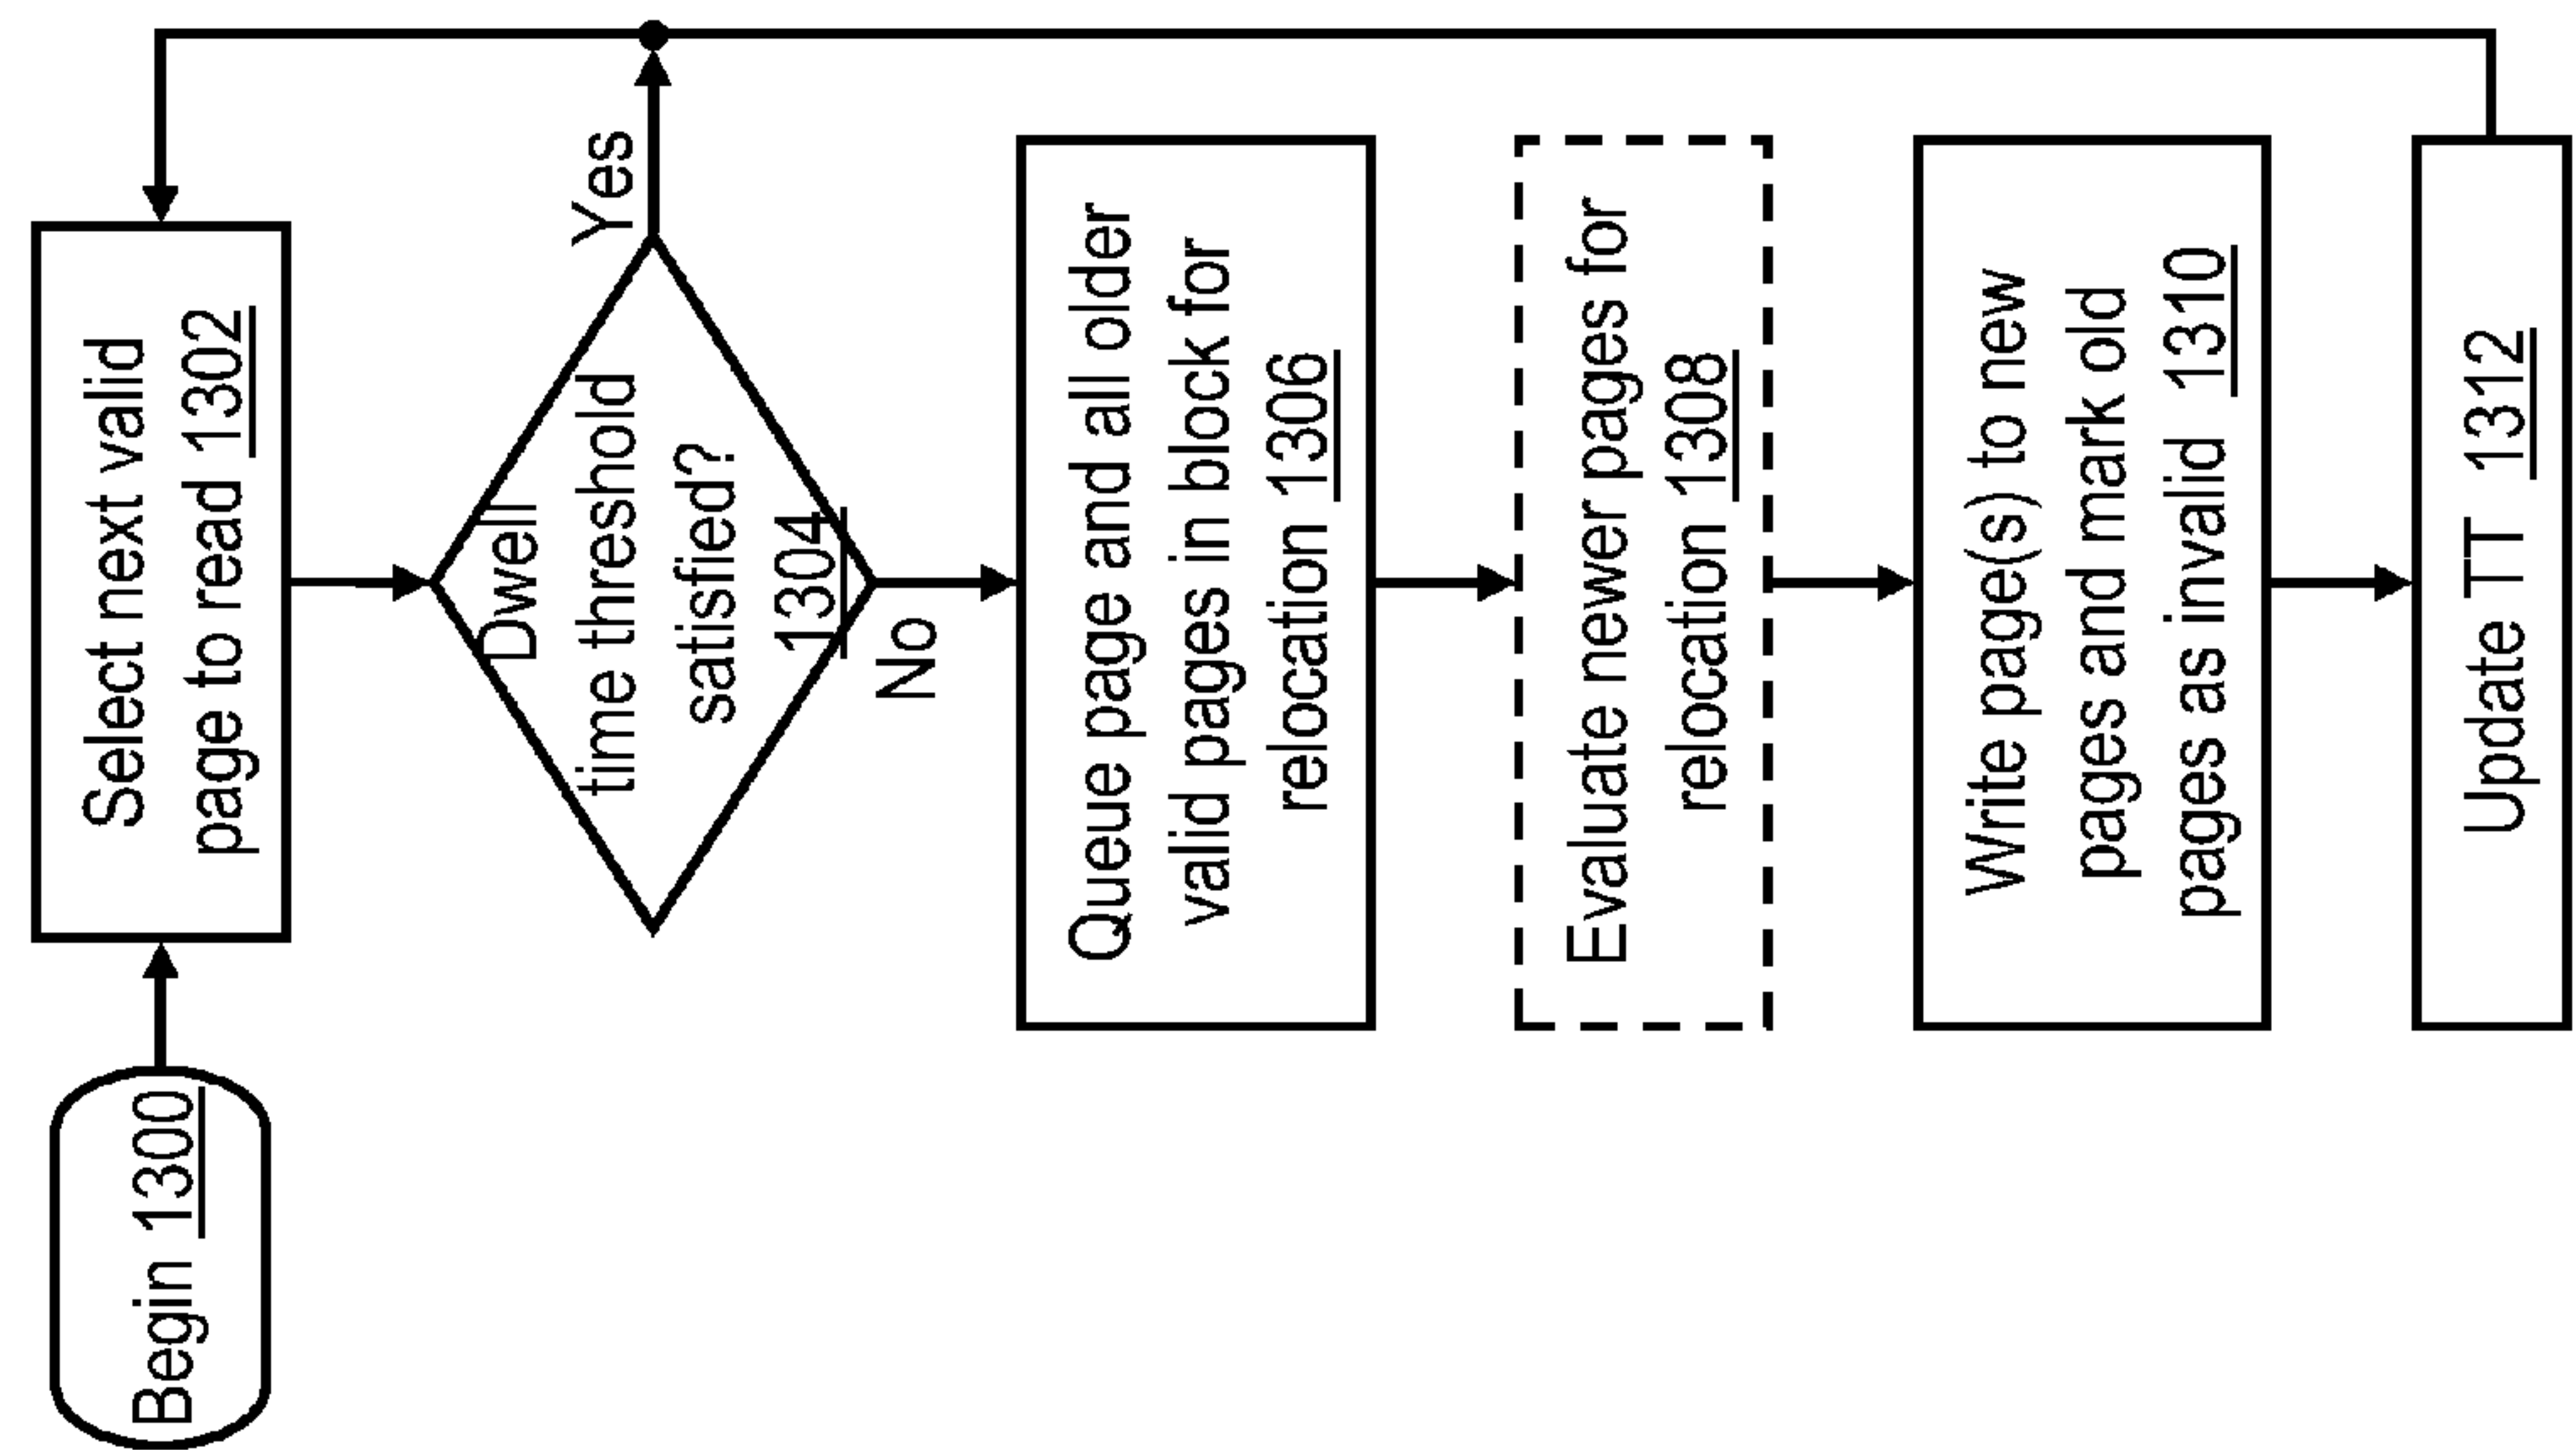 Begin 1300
Select next valid
page to read 1302
Dwell
time threshold
satisfied?
1304
Yes
No
Queue page and all older
valid pages in block for
relocation 1306
Evaluate newer pages for
relocation 1308
Write page(s) to new
pages and mark old
pages as invalid 1310
Update TT 1312